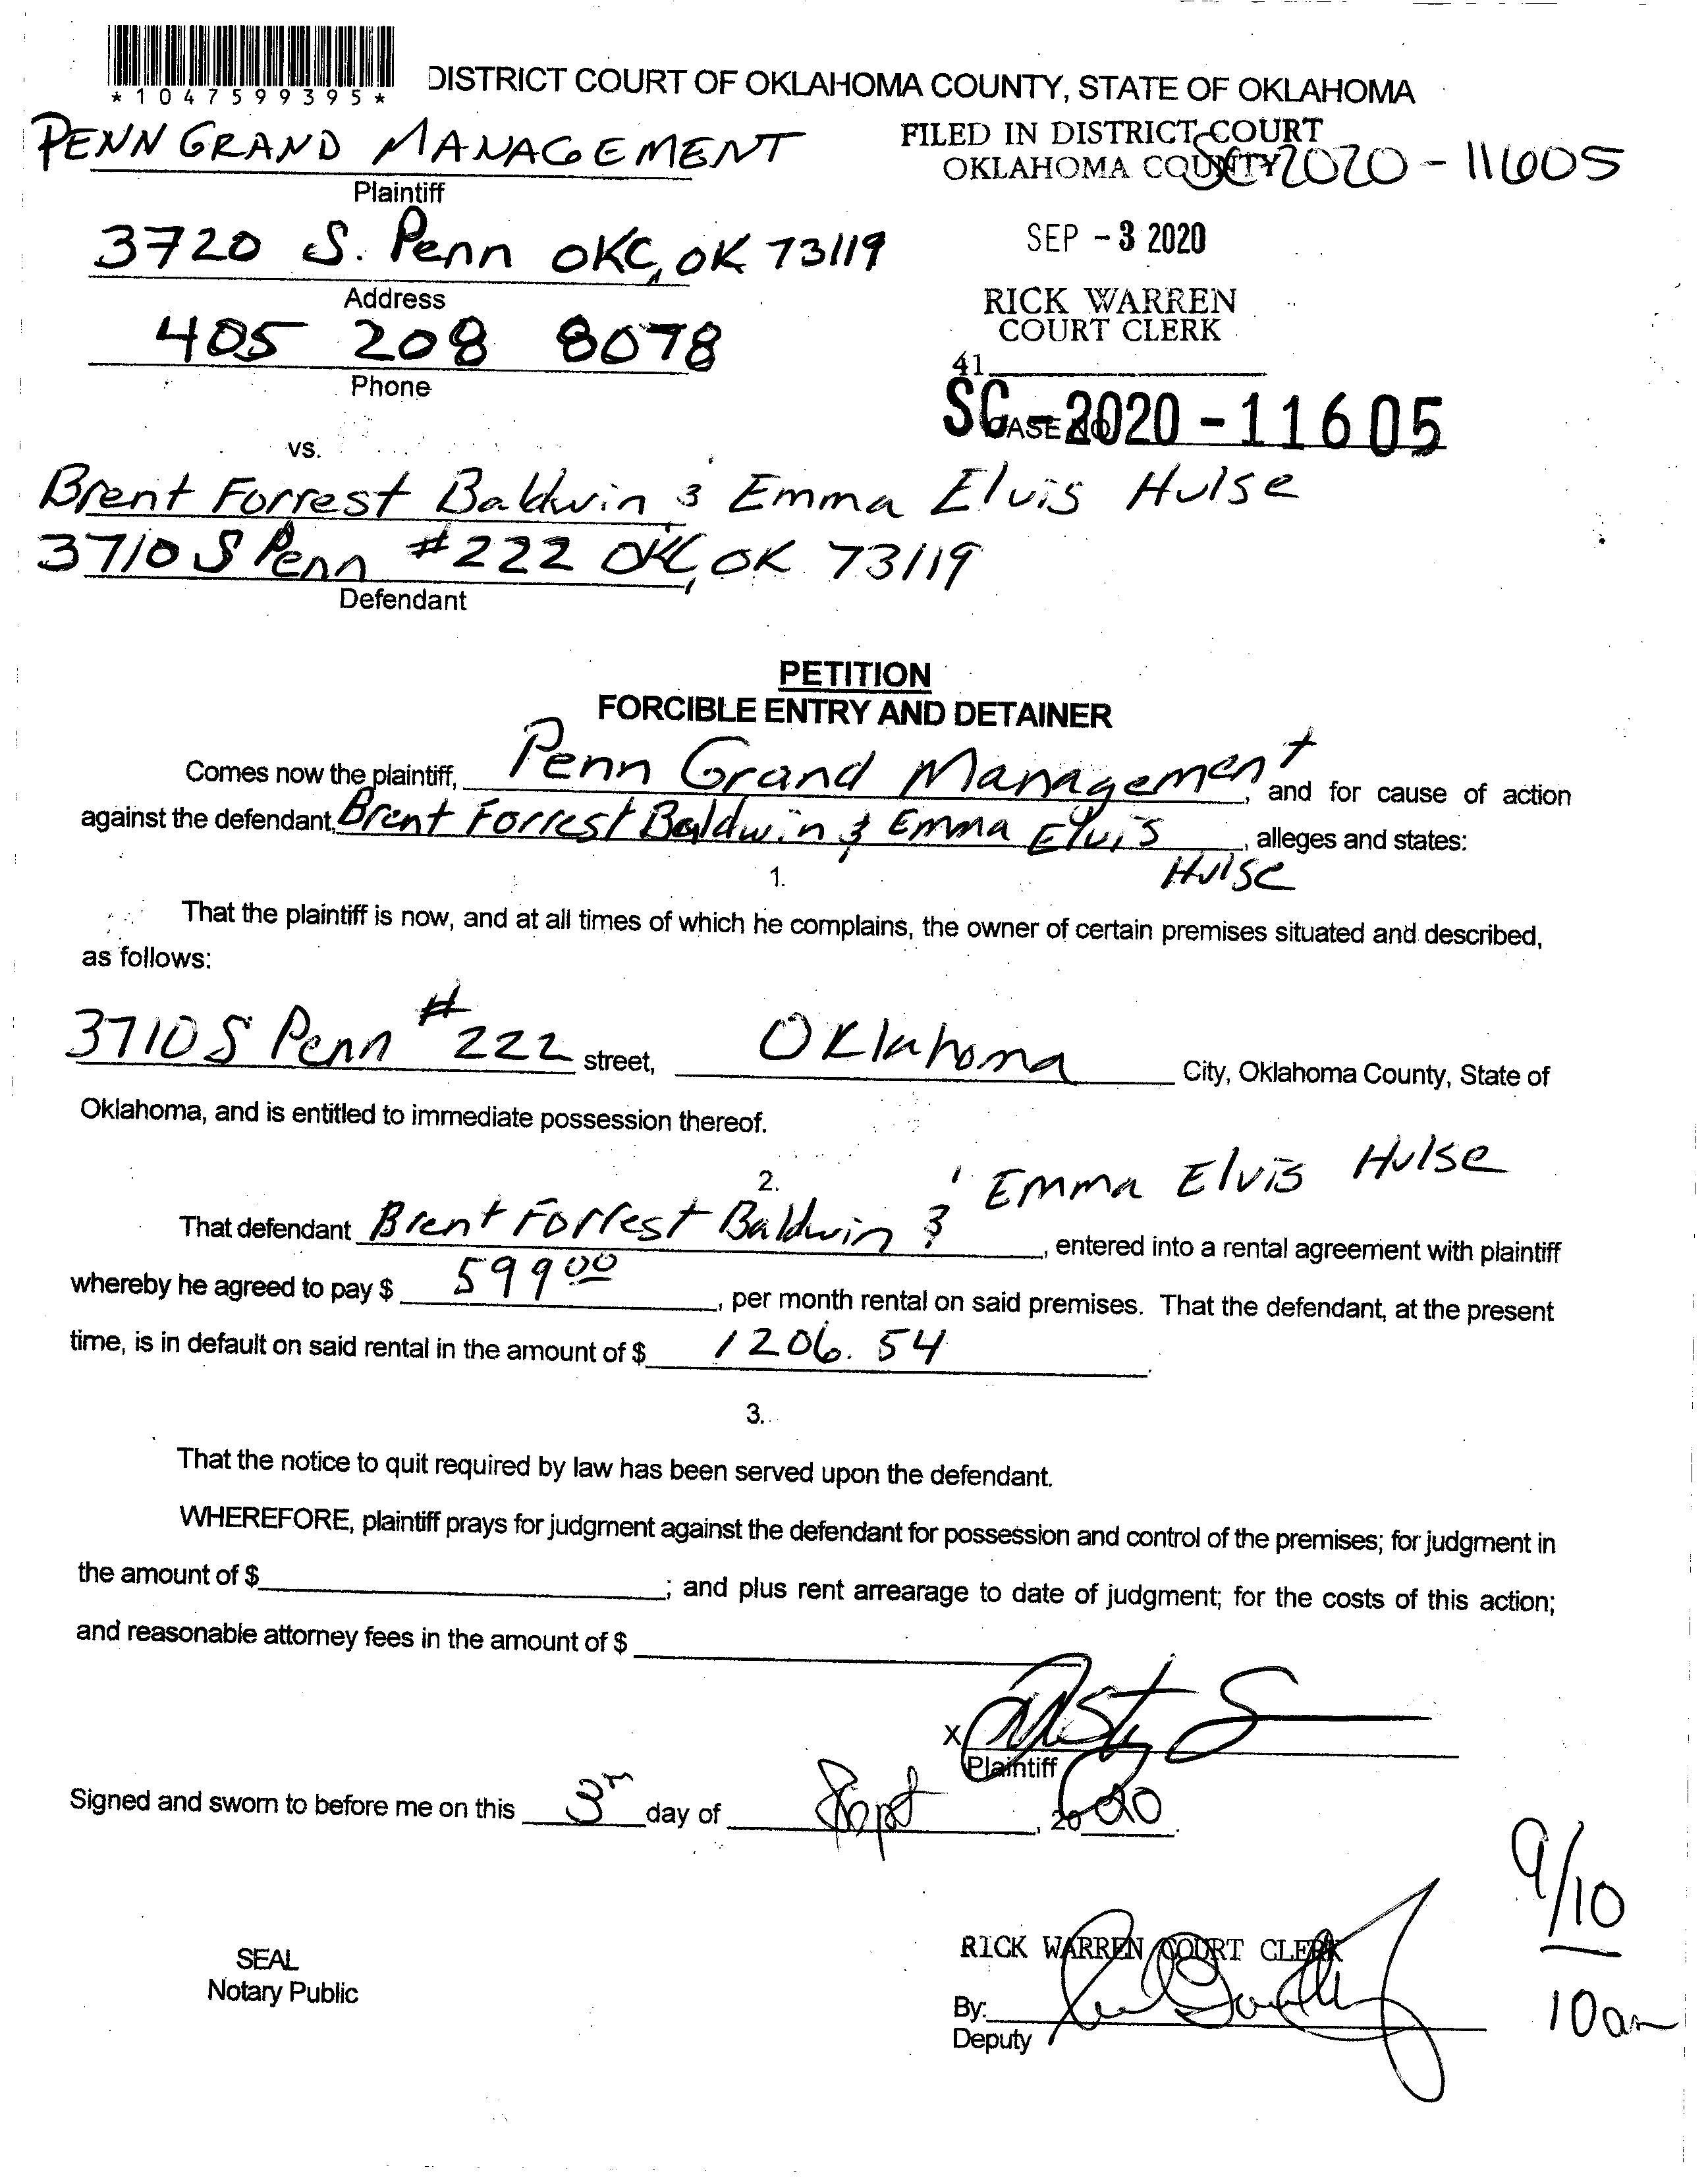 *1047599395*
DISTRICT COURT OF OKLAHOMA COUNTY, STATE OF OKLAHOMA
PENN GRAND MANAGEMENT
Plaintiff
FILED IN DISTRICT COURT
OKLAHOMA COUNTY
SC-2020-11605
3720 S. Penn OKC, OK 73119
Address
SEP -3 2020
405 208 8078
Phone
RICK WARREN
COURT CLERK
41
SC-2020-11605
CASE NO.
vs.
Brent Forrest Baldwin & Emma Elvis Hulse
3710 S Penn #222 OKC, OK 73119
Defendant
PETITION
FORCIBLE ENTRY AND DETAINER
Comes now the plaintiff, Penn Grand Management, and for cause of action
against the defendant, Brent Forrest Baldwin & Emma Elvis Hulse, alleges and states:
1.
That the plaintiff is now, and at all times of which he complains, the owner of certain premises situated and described,
as follows:
3710 S Penn #222 street, Oklahoma City, Oklahoma County, State of
Oklahoma, and is entitled to immediate possession thereof.
2.
That defendant Brent Forrest Baldwin & Emma Elvis Hulse, entered into a rental agreement with plaintiff
whereby he agreed to pay $ 599.00, per month rental on said premises. That the defendant, at the present
time, is in default on said rental in the amount of $ 1206.54.
3.
That the notice to quit required by law has been served upon the defendant.
WHEREFORE, plaintiff prays for judgment against the defendant for possession and control of the premises; for judgment in
the amount of $ ; and plus rent arrearage to date of judgment; for the costs of this action;
and reasonable attorney fees in the amount of $
X
Plaintiff
Signed and sworn to before me on this 3rd day of Sept, 2020.
9/10
10am
SEAL
Notary Public
RICK WARREN COURT CLERK
By:
Deputy